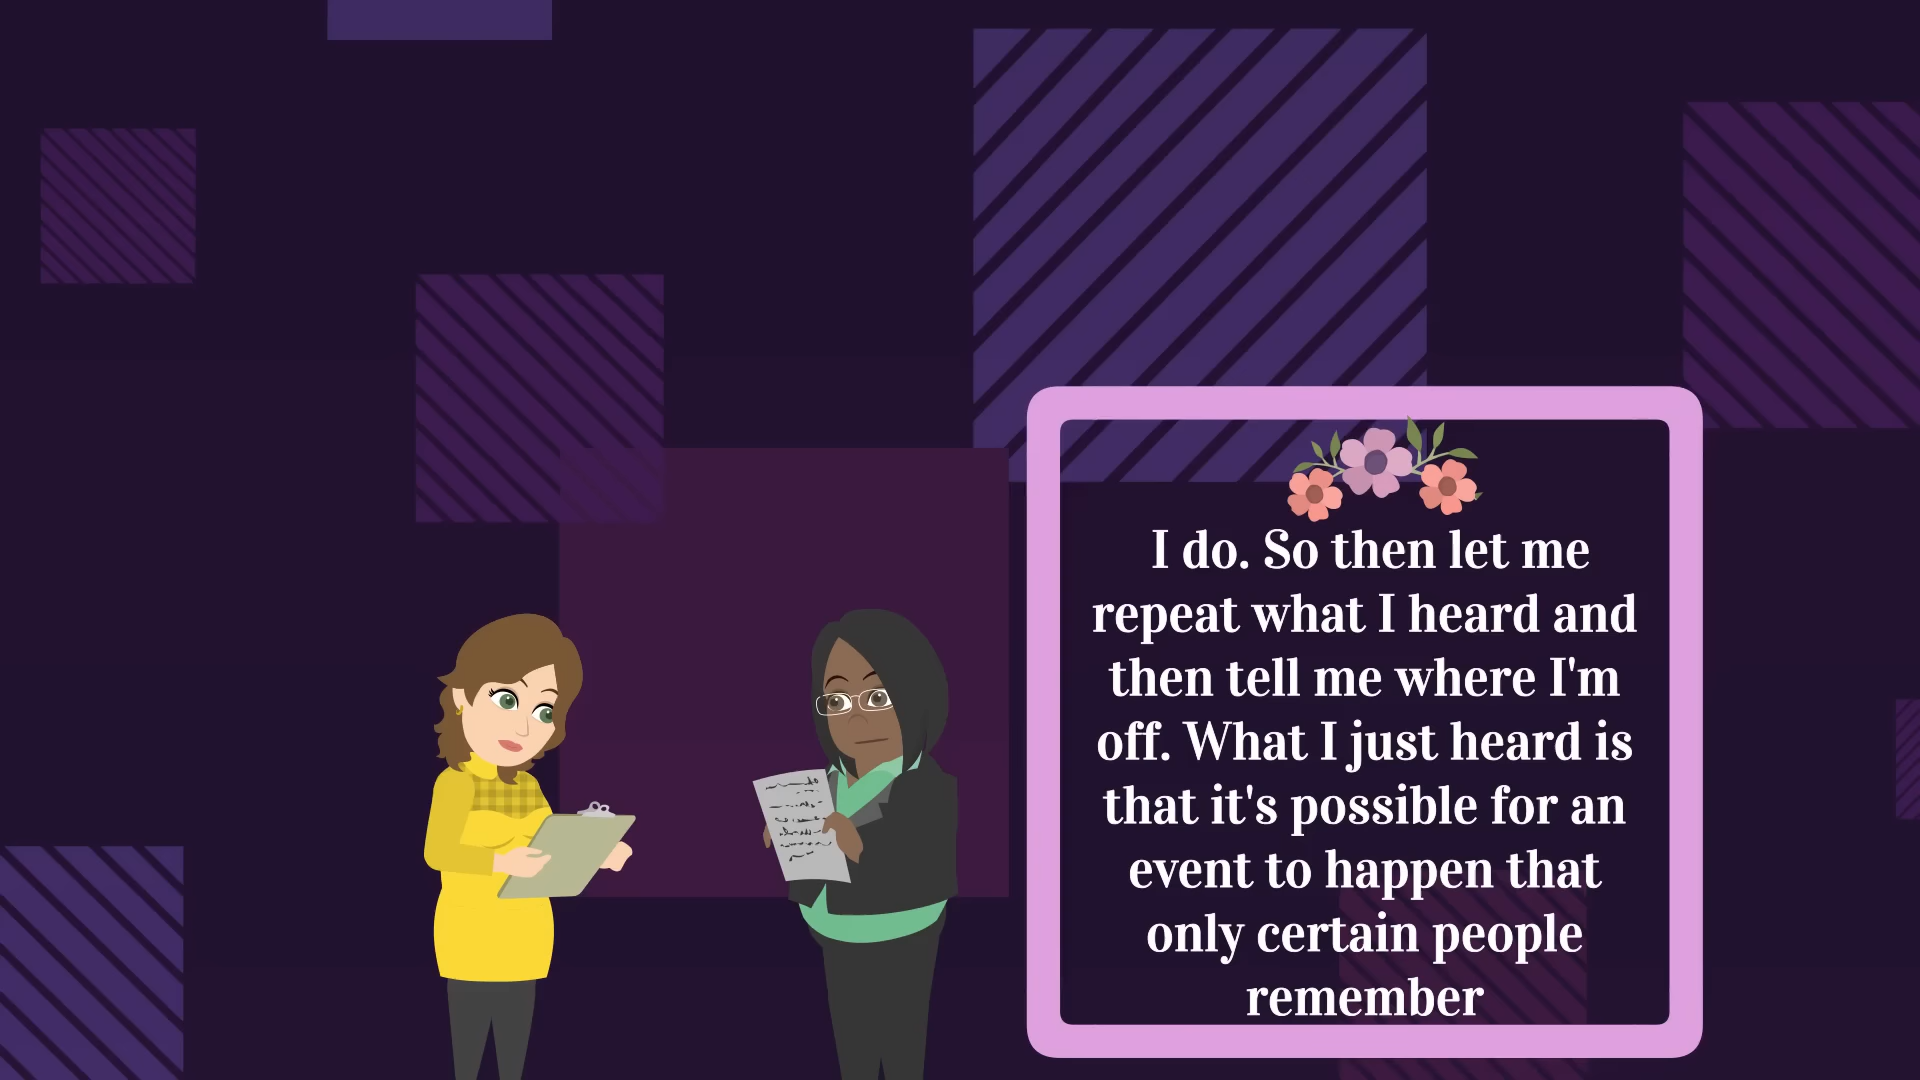 I do. So then let me
repeat what I heard and
then tell me where I'm
off. What I just heard is
that it's possible for an
event to happen that
only certain people
remember